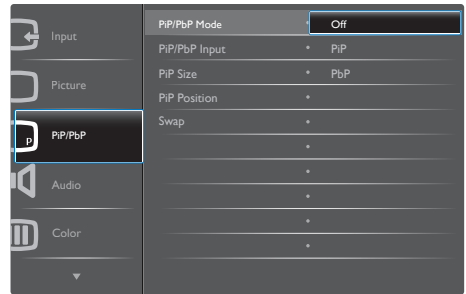 Input
Picture
P
PiP/PbP
Audio
Color
PiP/PbP Mode
PiP/PbP Input
PiP Size
PiP Position
Swap
Off
PiP
PbP